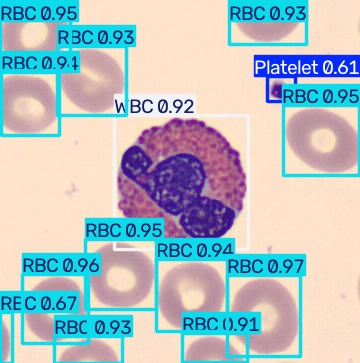 RBC 0.95
RBC 0.93
RBC 0.93
RBC 0.94
Platelet 0.61
RBC 0.95
WBC 0.92
RBC 0.95
RBC 0.94
RBC 0.96
RBC 0.97
RBC 0.67
RBC 0.93
RBC 0.91